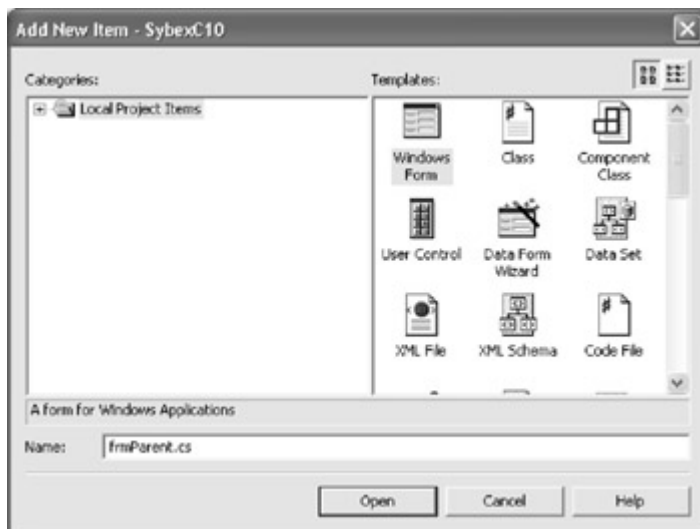 Add New Item - SybexC10
Categories:
Templates:
Local Project Items
Windows Form
Class
Component Class
User Control
Data Form Wizard
Data Set
XML File
XML Schema
Code File
A form for Windows Applications
Name:
frmParent.cs
Open
Cancel
Help